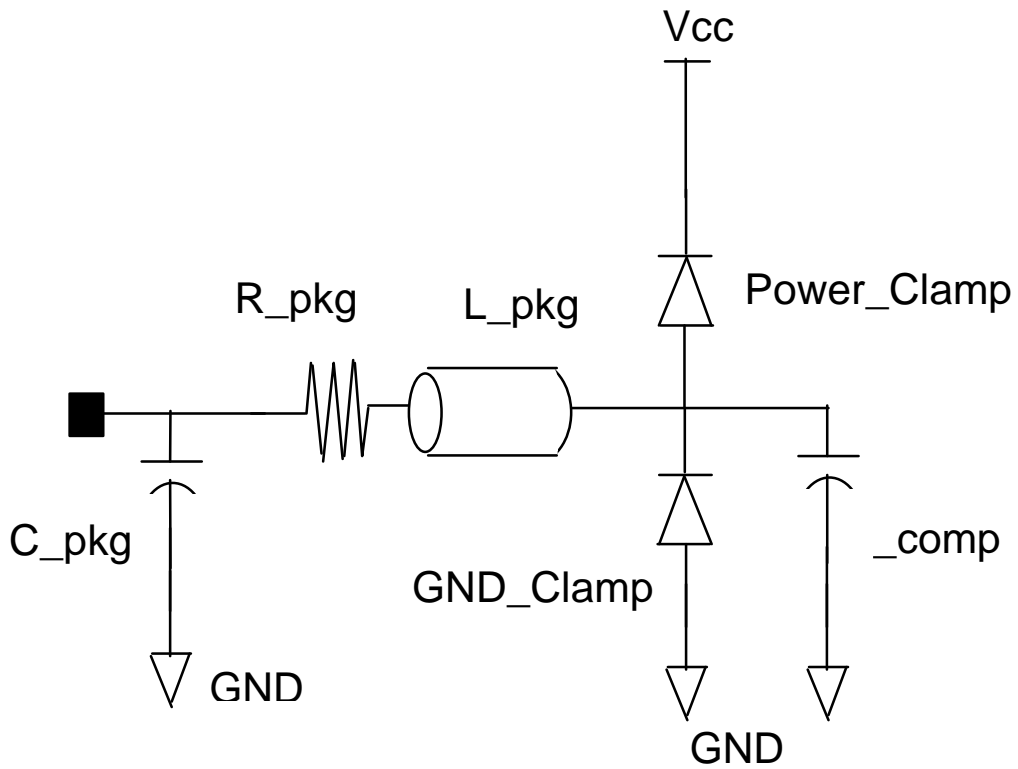 Vcc
Power_Clamp
R_pkg
L_pkg
C_pkg
_comp
GND_Clamp
GND
GND